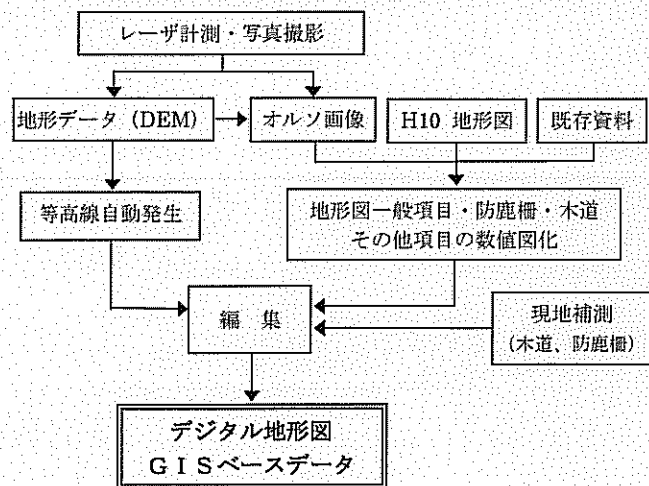 レーザ計測・写真撮影
地形データ (DEM)
オルソ画像
H10 地形図
既存資料
等高線自動発生
地形図一般項目・防鹿柵・木道
その他項目の数値図化
編 集
現地補測
(木道、防鹿柵)
デジタル地形図
GISベースデータ